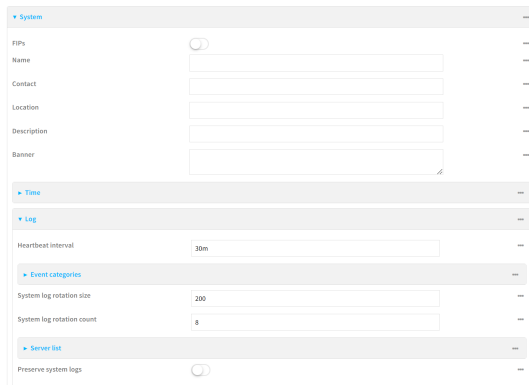 System
FIPs
Name
Contact
Location
Description
Banner
Time
Log
Heartbeat interval
30m
Event categories
System log rotation size
200
System log rotation count
8
Server list
Preserve system logs